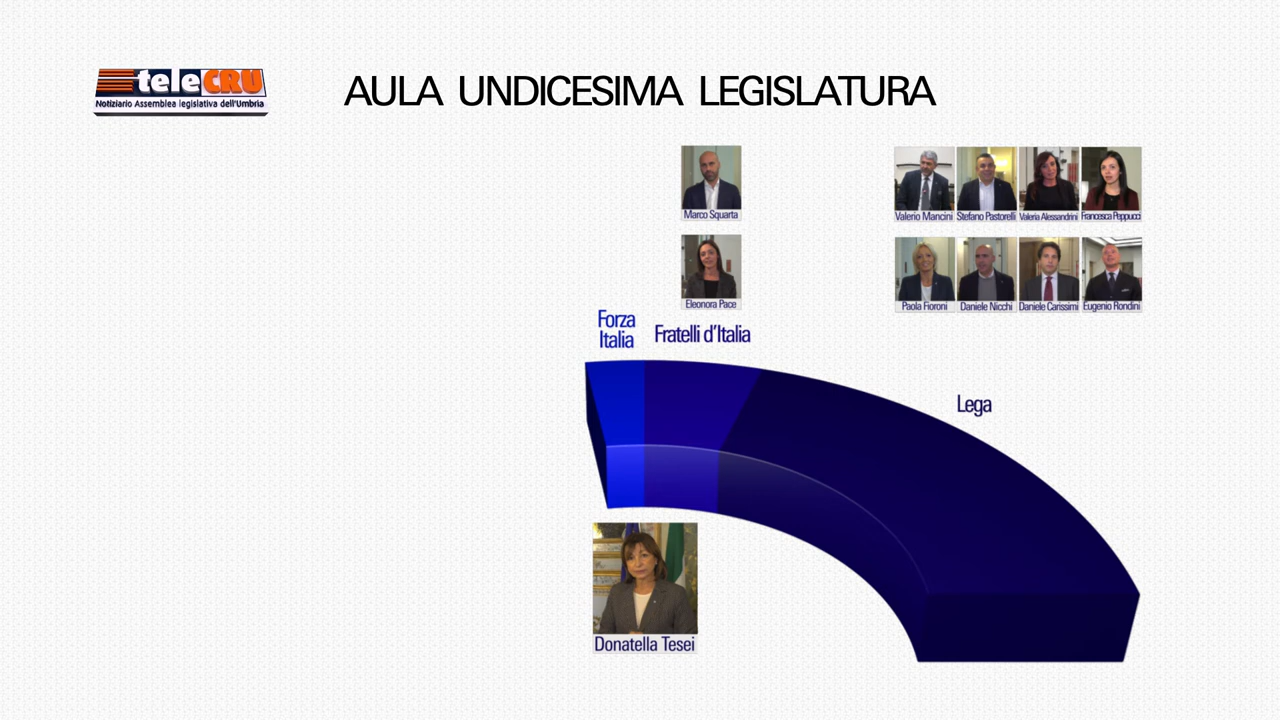 teleCRU
Notiziario Assemblea legislativa dell'Umbria
AULA UNDICESIMA LEGISLATURA
Marco Squarta
Valerio Mancini
Stefano Pastorelli
Valeria Alessandrini
Francesca Peppucci
Eleonora Pace
Paola Fioroni
Daniele Nicchi
Daniele Carissimi
Eugenio Rondini
Forza
Italia
Fratelli d'Italia
Lega
Donatella Tesei